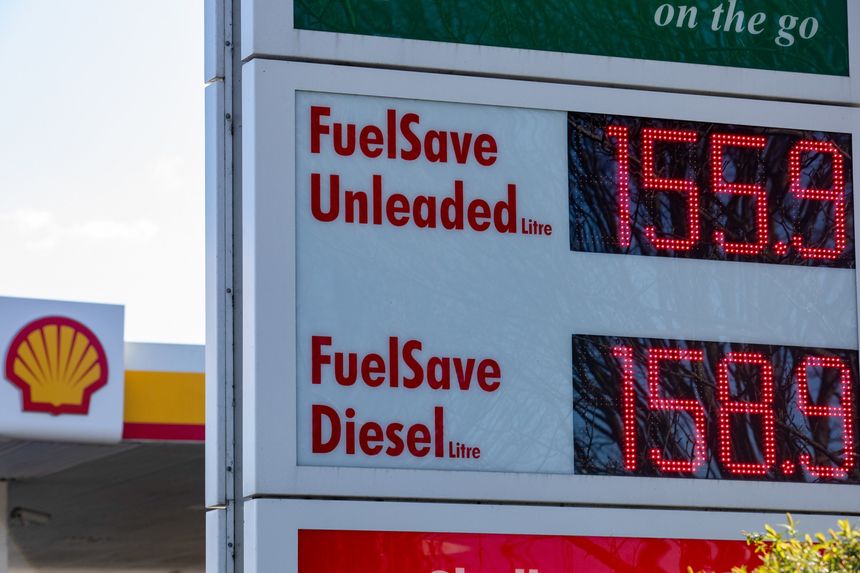 on the go
FuelSave
Unleaded Litre
155.9
FuelSave
Diesel Litre
158.9